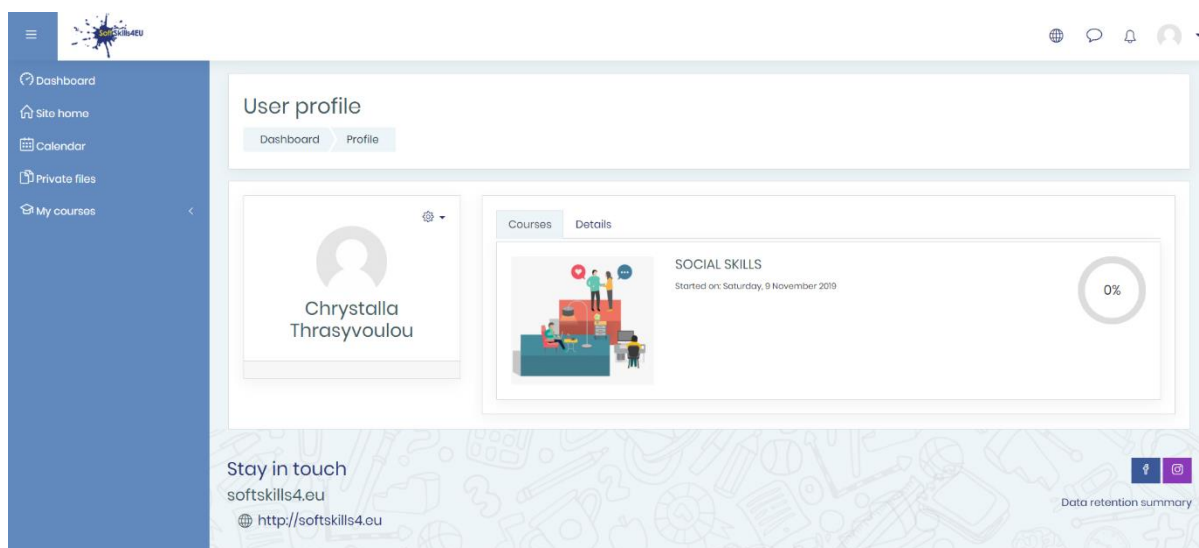 SoftSkills4EU
Dashboard
Site home
Calendar
Private files
My courses
User profile
Dashboard
Profile
Chrystalla
Thrasyvoulou
Courses
Details
SOCIAL SKILLS
Started on: Saturday, 9 November 2019
0%
Stay in touch
softskills4.eu
http://softskills4.eu
Data retention summary